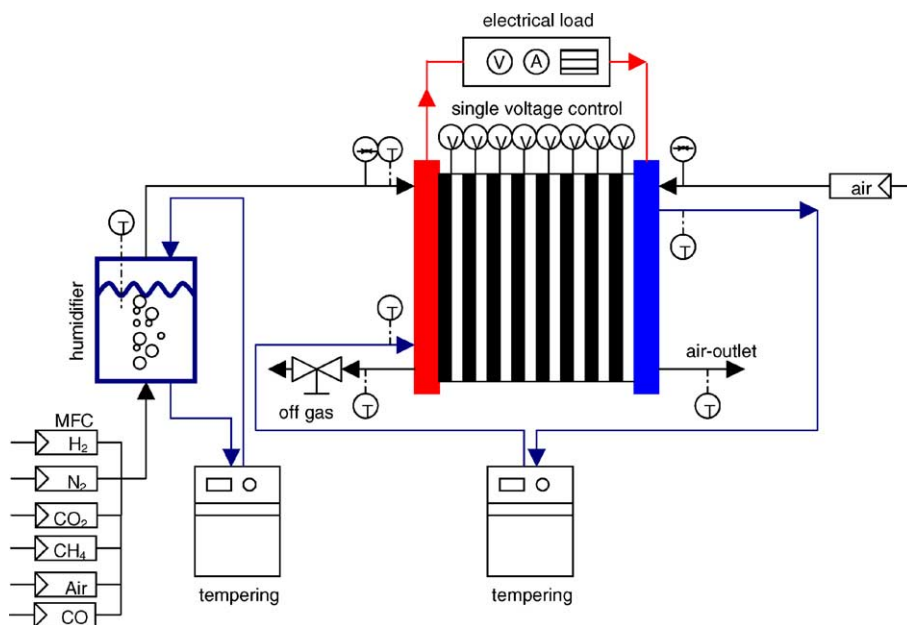 electrical load
V A
single voltage control
V V V V V V V V
T
air
T
T
humidifier
T
air-outlet
off gas
T
T
MFC
H₂
N₂
CO₂
CH₄
Air
CO
tempering
tempering